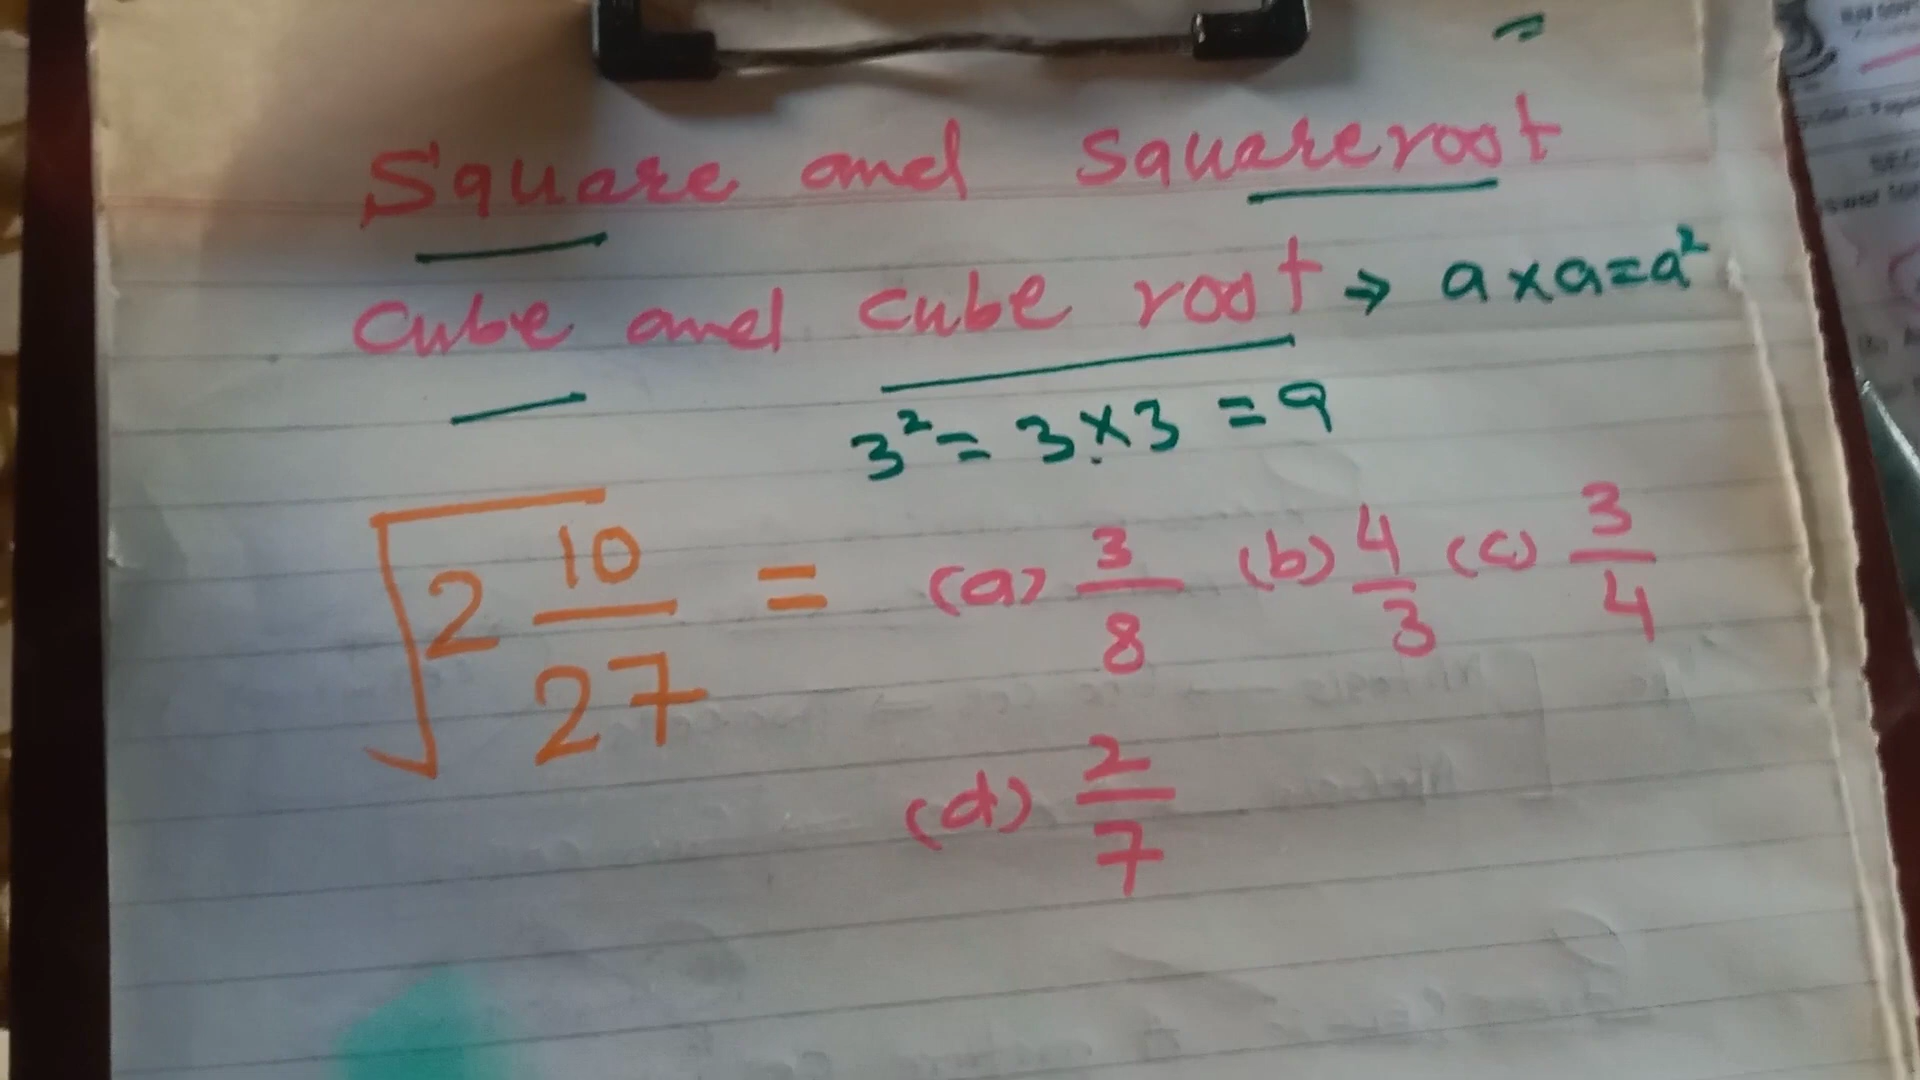 Square and Squareroot
Cube and Cube root → a×a=a²
3² = 3×3 = 9
√2 10/27 = (a) 3/8 (b) 4/3 (c) 3/4
(d) 2/7